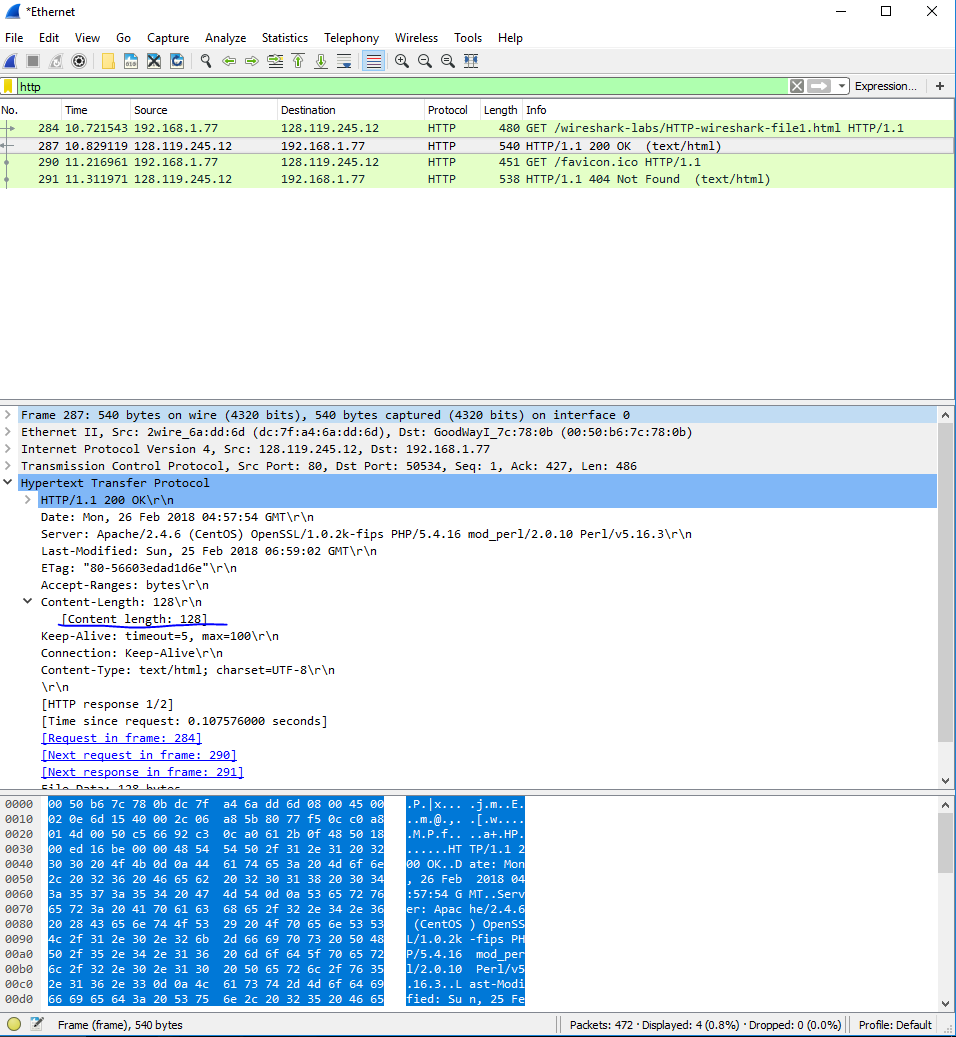 *Ethernet
File Edit View Go Capture Analyze Statistics Telephony Wireless Tools Help
http Expression... +
No. Time Source Destination Protocol Length Info
284 10.721543 192.168.1.77 128.119.245.12 HTTP 480 GET /wireshark-labs/HTTP-wireshark-file1.html HTTP/1.1
287 10.829119 128.119.245.12 192.168.1.77 HTTP 540 HTTP/1.1 200 OK (text/html)
290 11.216961 192.168.1.77 128.119.245.12 HTTP 451 GET /favicon.ico HTTP/1.1
291 11.311971 128.119.245.12 192.168.1.77 HTTP 538 HTTP/1.1 404 Not Found (text/html)
Frame 287: 540 bytes on wire (4320 bits), 540 bytes captured (4320 bits) on interface 0
Ethernet II, Src: 2wire_6a:dd:6d (dc:7f:a4:6a:dd:6d), Dst: GoodWayI_7c:78:0b (00:50:b6:7c:78:0b)
Internet Protocol Version 4, Src: 128.119.245.12, Dst: 192.168.1.77
Transmission Control Protocol, Src Port: 80, Dst Port: 50534, Seq: 1, Ack: 427, Len: 486
Hypertext Transfer Protocol
HTTP/1.1 200 OK\r\n
Date: Mon, 26 Feb 2018 04:57:54 GMT\r\n
Server: Apache/2.4.6 (CentOS) OpenSSL/1.0.2k-fips PHP/5.4.16 mod_perl/2.0.10 Perl/v5.16.3\r\n
Last-Modified: Sun, 25 Feb 2018 06:59:02 GMT\r\n
ETag: "80-56603edad1d6e"\r\n
Accept-Ranges: bytes\r\n
Content-Length: 128\r\n
[Content length: 128]
Keep-Alive: timeout=5, max=100\r\n
Connection: Keep-Alive\r\n
Content-Type: text/html; charset=UTF-8\r\n
\r\n
[HTTP response 1/2]
[Time since request: 0.107576000 seconds]
[Request in frame: 284]
[Next request in frame: 290]
[Next response in frame: 291]
File Data: 128 bytes
0000 00 50 b6 7c 78 0b dc 7f a4 6a dd 6d 08 00 45 00 .P.|x... .j.m..E.
0010 02 0e 6d 15 40 00 2c 06 a8 5b 80 77 f5 0c c0 a8 ..m.@.,. .[.w....
0020 01 4d 00 50 c5 66 92 c3 0c a0 61 2b 0f 48 50 18 .M.P.f.. ..a+.HP.
0030 00 ed 16 be 00 00 48 54 54 50 2f 31 2e 31 20 32 ......HT TP/1.1 2
0040 30 30 20 4f 4b 0d 0a 44 61 74 65 3a 20 4d 6f 6e 00 OK..D ate: Mon
0050 2c 20 32 36 20 46 65 62 20 32 30 31 38 20 30 34 , 26 Feb 2018 04
0060 3a 35 37 3a 35 34 20 47 4d 54 0d 0a 53 65 72 76 :57:54 G MT..Serv
0070 65 72 3a 20 41 70 61 63 68 65 2f 32 2e 34 2e 36 er: Apac he/2.4.6
0080 20 28 43 65 6e 74 4f 53 29 20 4f 70 65 6e 53 53 (CentOS ) OpenSS
0090 4c 2f 31 2e 30 2e 32 6b 2d 66 69 70 73 20 50 48 L/1.0.2k -fips PH
00a0 50 2f 35 2e 34 2e 31 36 20 6d 6f 64 5f 70 65 72 P/5.4.16 mod_per
00b0 6c 2f 32 2e 30 2e 31 30 20 50 65 72 6c 2f 76 35 l/2.0.10 Perl/v5
00c0 2e 31 36 2e 33 0d 0a 4c 61 73 74 2d 4d 6f 64 69 .16.3..L ast-Modi
00d0 66 69 65 64 3a 20 53 75 6e 2c 20 32 35 20 46 65 fied: Su n, 25 Fe
Frame (frame), 540 bytes Packets: 472 · Displayed: 4 (0.8%) · Dropped: 0 (0.0%) Profile: Default